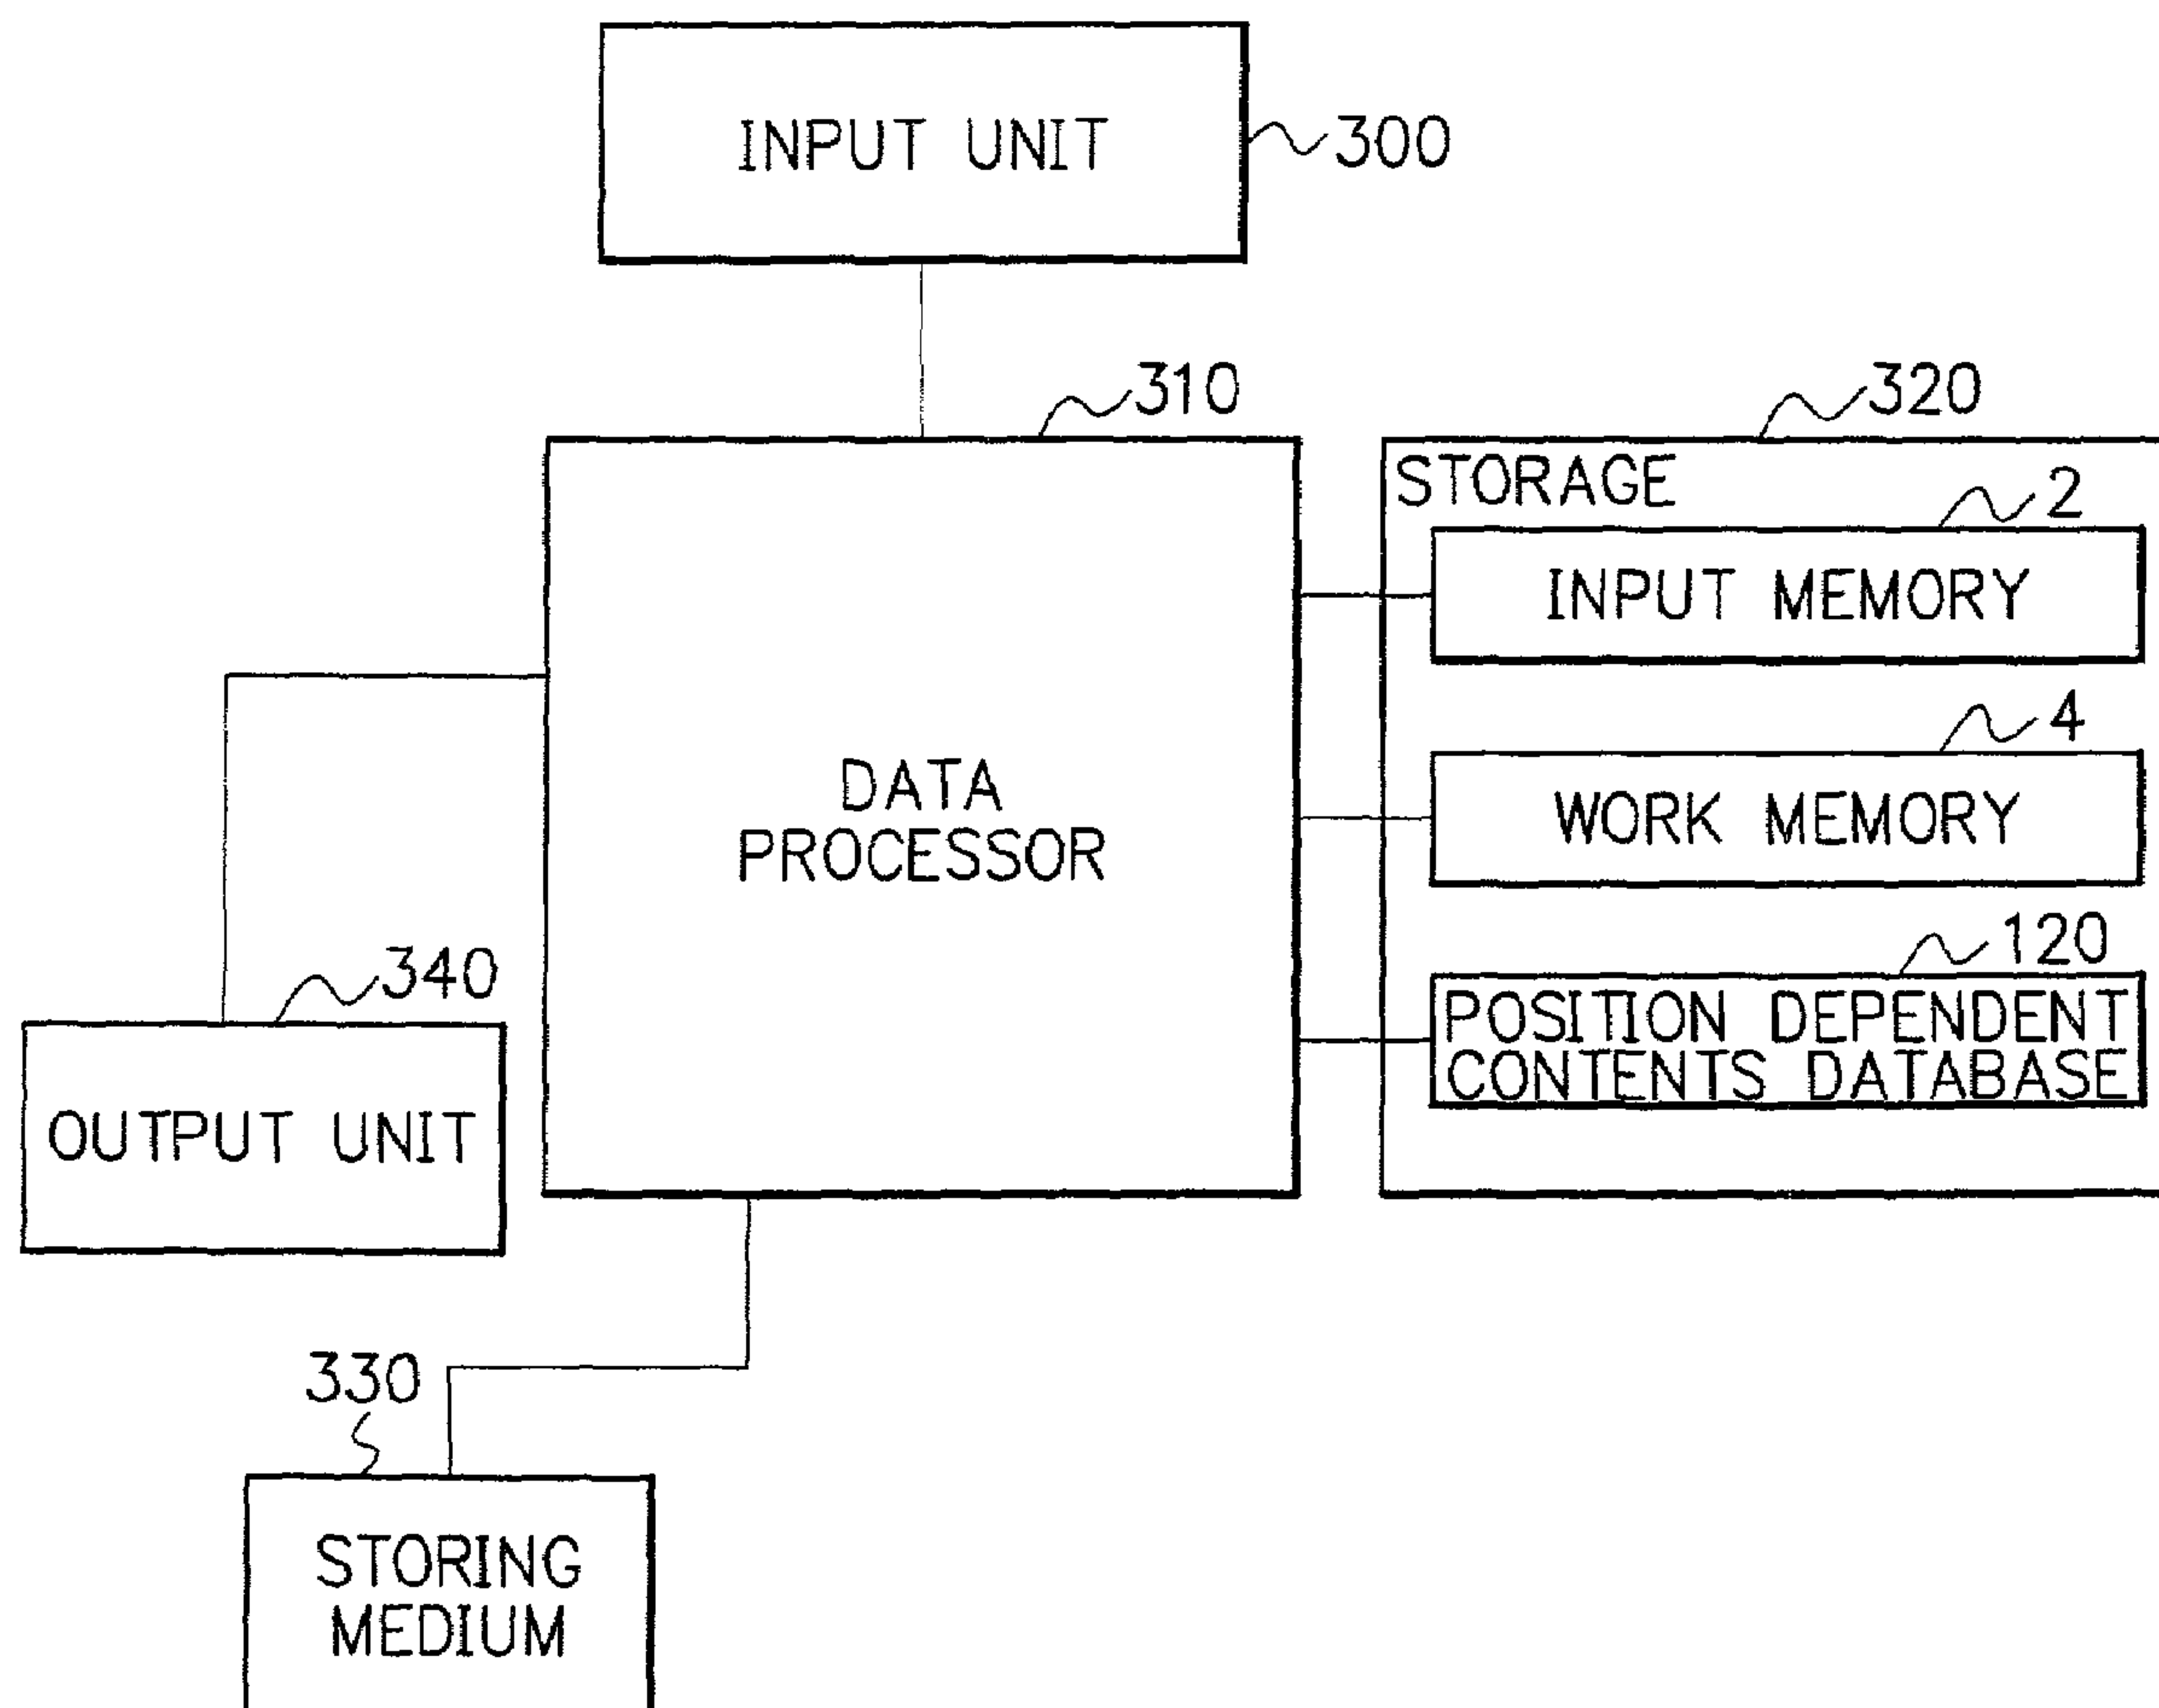 INPUT UNIT
300
310
320
STORAGE
2
INPUT MEMORY
4
DATA
PROCESSOR
WORK MEMORY
120
340
POSITION DEPENDENT
CONTENTS DATABASE
OUTPUT UNIT
330
STORING
MEDIUM